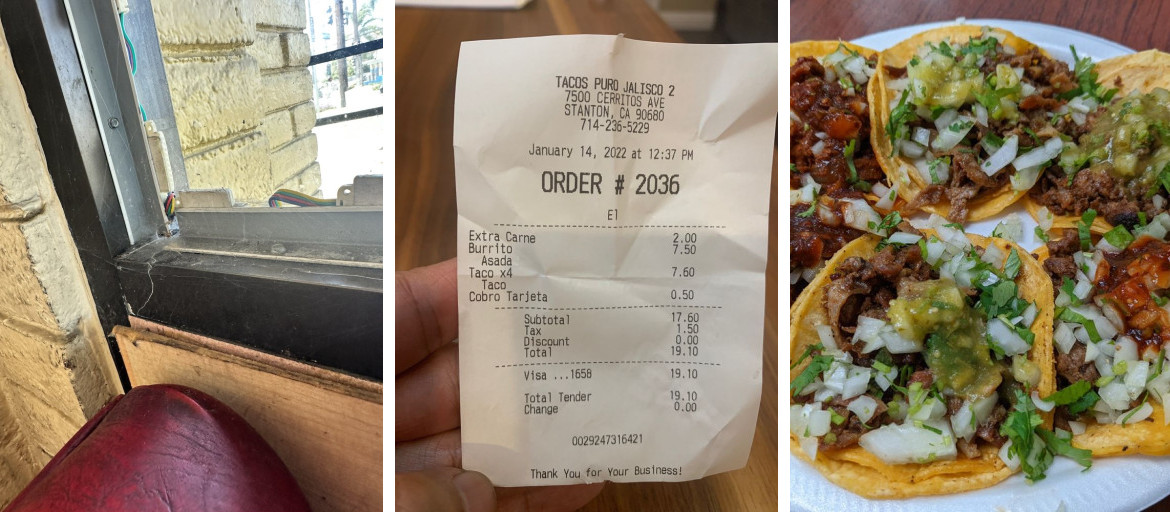 TACOS PURO JALISCO 2
7500 CERRITOS AVE
STANTON, CA 90680
714-236-5229
January 14, 2022 at 12:37 PM
ORDER # 2036
E1
Extra Carne 2.00
Burrito 7.50
Asada
Taco x4 7.60
Taco
Cobro Tarjeta 0.50
Subtotal 17.60
Tax 1.50
Discount 0.00
Total 19.10
Visa ...1658 19.10
Total Tender 19.10
Change 0.00
0029247316421
Thank You for Your Business!